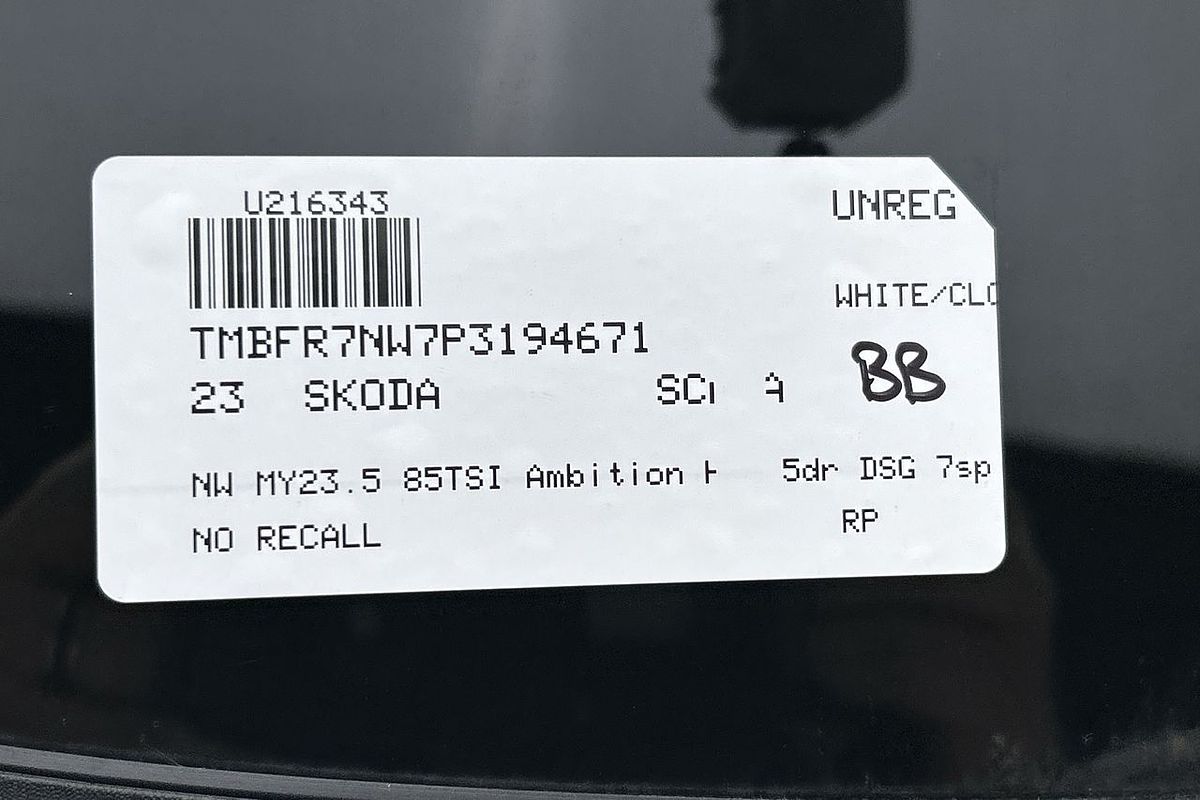 U216343
UNREG
WHITE/CLO
TMBFR7NW7P3194671
23 SKODA
BB
NW MY23.5 85TSI Ambition 5dr DSG 7sp
NO RECALL
RP